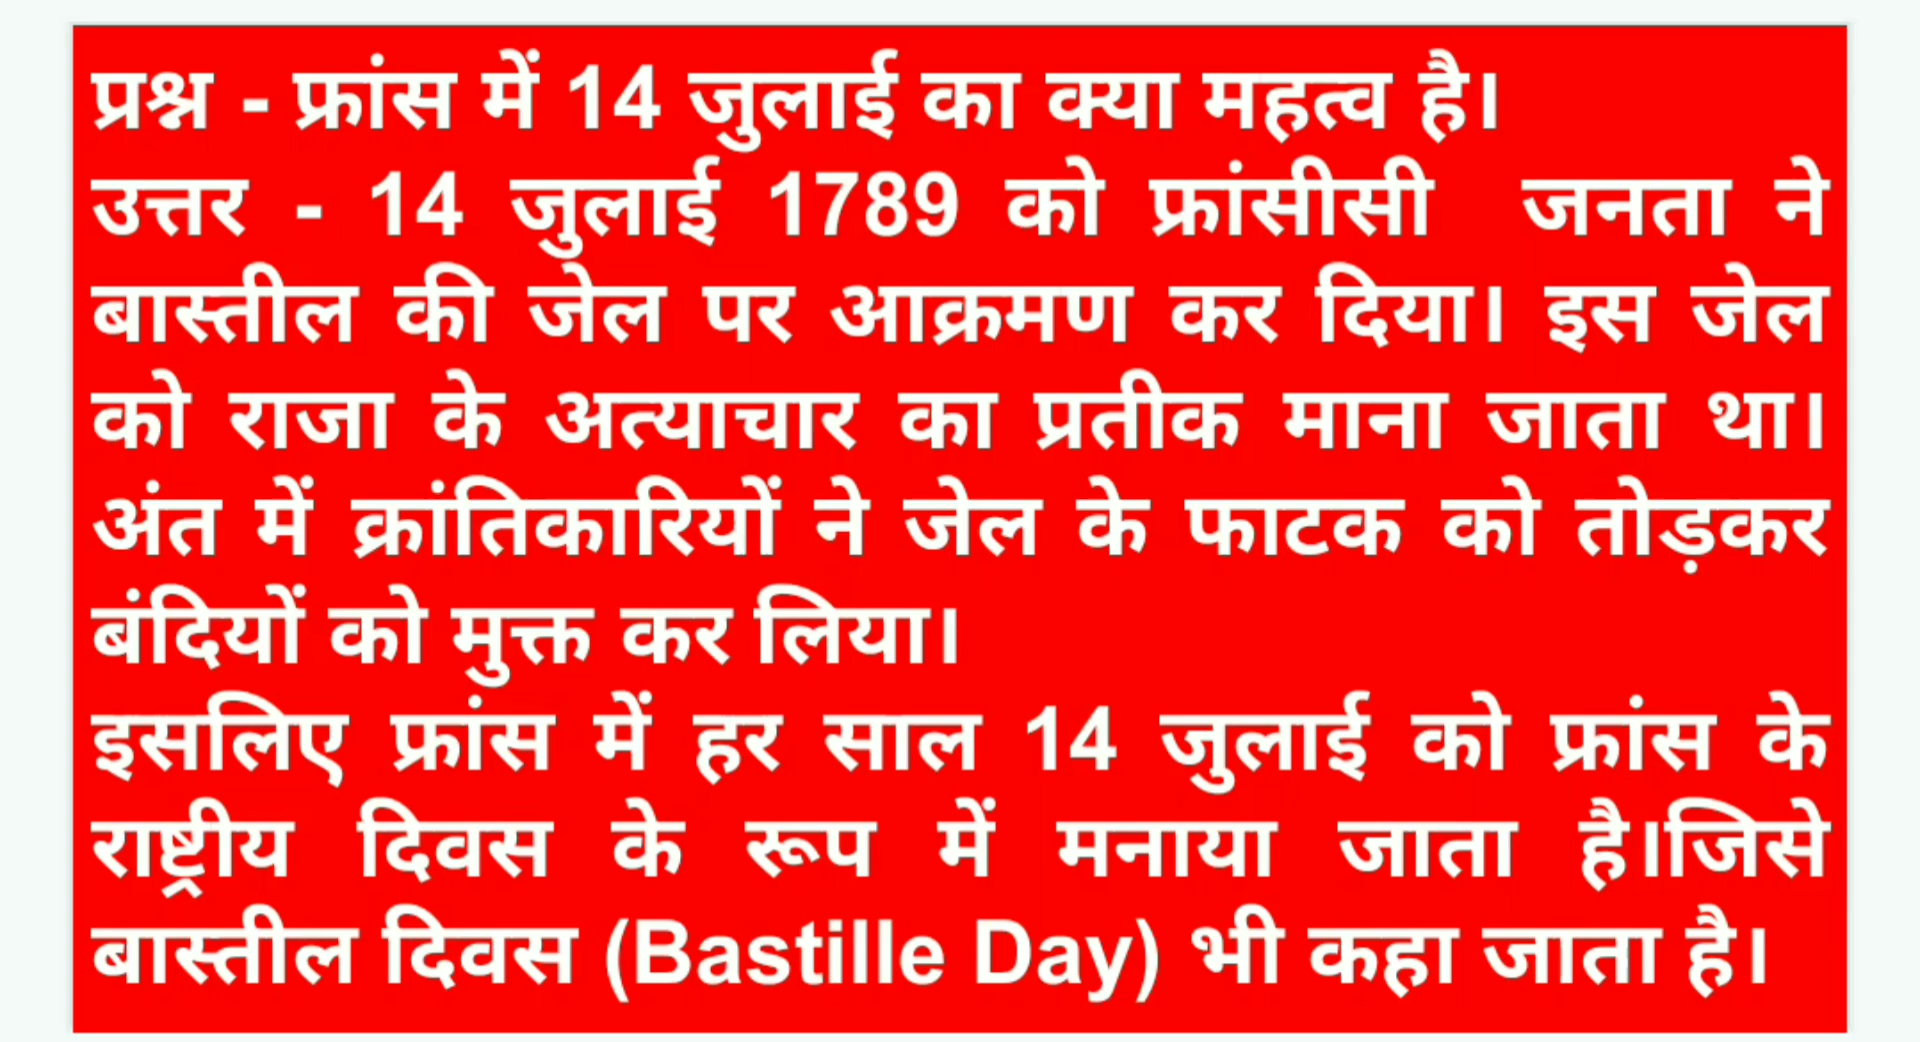 प्रश्न - फ्रांस में 14 जुलाई का क्या महत्व है।
उत्तर - 14 जुलाई 1789 को फ्रांसीसी जनता ने
बास्तील की जेल पर आक्रमण कर दिया। इस जेल
को राजा के अत्याचार का प्रतीक माना जाता था।
अंत में क्रांतिकारियों ने जेल के फाटक को तोड़कर
बंदियों को मुक्त कर लिया।
इसलिए फ्रांस में हर साल 14 जुलाई को फ्रांस के
राष्ट्रीय दिवस के रूप में मनाया जाता है।जिसे
बास्तील दिवस (Bastille Day) भी कहा जाता है।